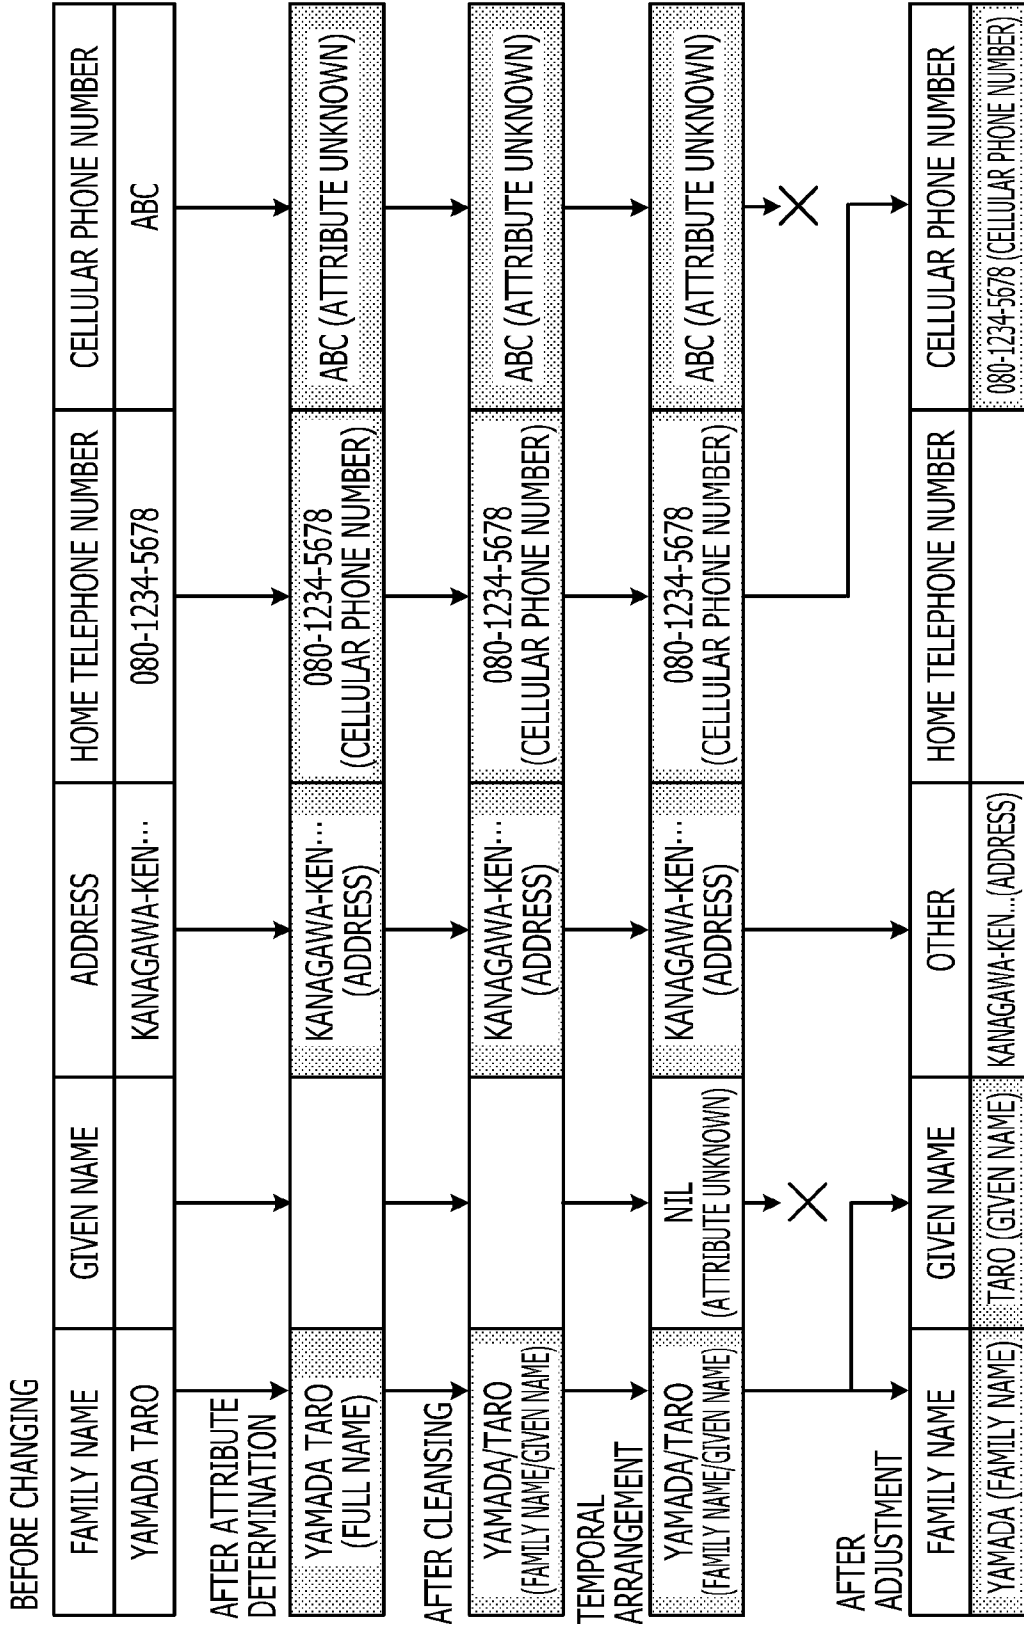 BEFORE CHANGING
FAMILY NAME
GIVEN NAME
ADDRESS
HOME TELEPHONE NUMBER
CELLULAR PHONE NUMBER
YAMADA TARO
KANAGAWA-KEN···
080-1234-5678
ABC
AFTER ATTRIBUTE
DETERMINATION
YAMADA TARO
(FULL NAME)
KANAGAWA-KEN···
(ADDRESS)
080-1234-5678
(CELLULAR PHONE NUMBER)
ABC (ATTRIBUTE UNKNOWN)
AFTER CLEANSING
YAMADA/TARO
(FAMILY NAME/GIVEN NAME)
KANAGAWA-KEN···
(ADDRESS)
080-1234-5678
(CELLULAR PHONE NUMBER)
ABC (ATTRIBUTE UNKNOWN)
TEMPORAL
ARRANGEMENT
YAMADA/TARO
(FAMILY NAME/GIVEN NAME)
NIL
(ATTRIBUTE UNKNOWN)
KANAGAWA-KEN···
(ADDRESS)
080-1234-5678
(CELLULAR PHONE NUMBER)
ABC (ATTRIBUTE UNKNOWN)
AFTER
ADJUSTMENT
FAMILY NAME
GIVEN NAME
OTHER
HOME TELEPHONE NUMBER
CELLULAR PHONE NUMBER
YAMADA (FAMILY NAME)
TARO (GIVEN NAME)
KANAGAWA-KEN...(ADDRESS)
080-1234-5678 (CELLULAR PHONE NUMBER)